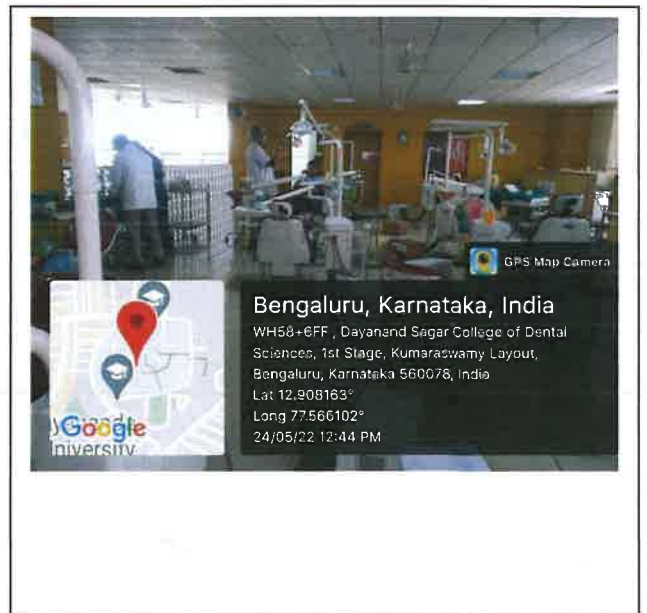 GPS Map Camera
Bengaluru, Karnataka, India
WH58+6FF , Dayanand Sagar College of Dental
Sciences, 1st Stage, Kumaraswamy Layout,
Bengaluru, Karnataka 560078, India
Lat 12.908163°
Long 77.566102°
24/05/22 12:44 PM
Google
niversity